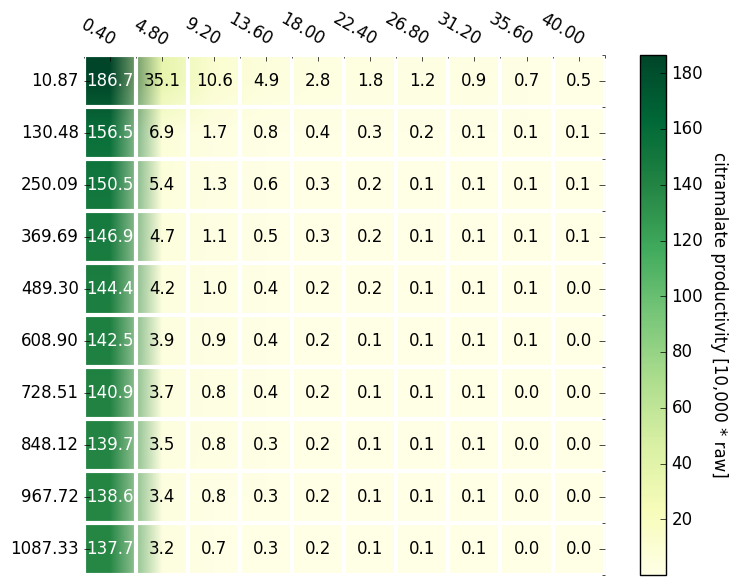 0.40 4.80 9.20 13.60 18.00 22.40 26.80 31.20 35.60 40.00
10.87 186.7 35.1 10.6 4.9 2.8 1.8 1.2 0.9 0.7 0.5
130.48 156.5 6.9 1.7 0.8 0.4 0.3 0.2 0.1 0.1 0.1
250.09 150.5 5.4 1.3 0.6 0.3 0.2 0.1 0.1 0.1 0.1
369.69 146.9 4.7 1.1 0.5 0.3 0.2 0.1 0.1 0.1 0.1
489.30 144.4 4.2 1.0 0.4 0.2 0.2 0.1 0.1 0.1 0.0
608.90 142.5 3.9 0.9 0.4 0.2 0.1 0.1 0.1 0.1 0.0
728.51 140.9 3.7 0.8 0.4 0.2 0.1 0.1 0.1 0.0 0.0
848.12 139.7 3.5 0.8 0.3 0.2 0.1 0.1 0.1 0.0 0.0
967.72 138.6 3.4 0.8 0.3 0.2 0.1 0.1 0.1 0.0 0.0
1087.33 137.7 3.2 0.7 0.3 0.2 0.1 0.1 0.1 0.0 0.0
180
160
140
120
100
80
60
40
20
citramalate productivity [10,000 * raw]